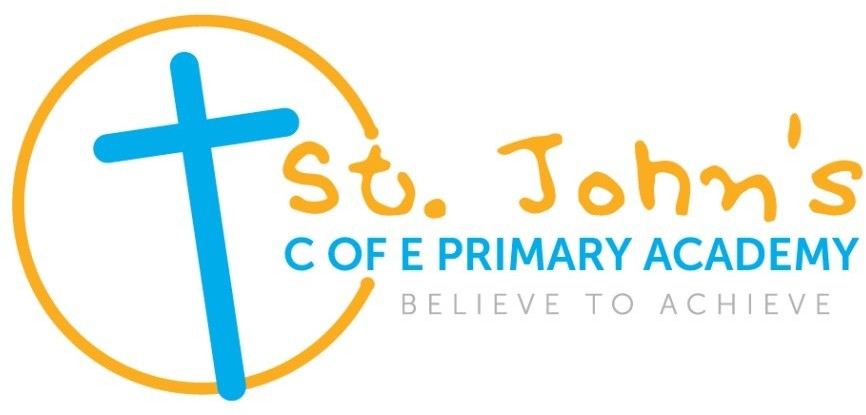 St. John's
C OF E PRIMARY ACADEMY
BELIEVE TO ACHIEVE